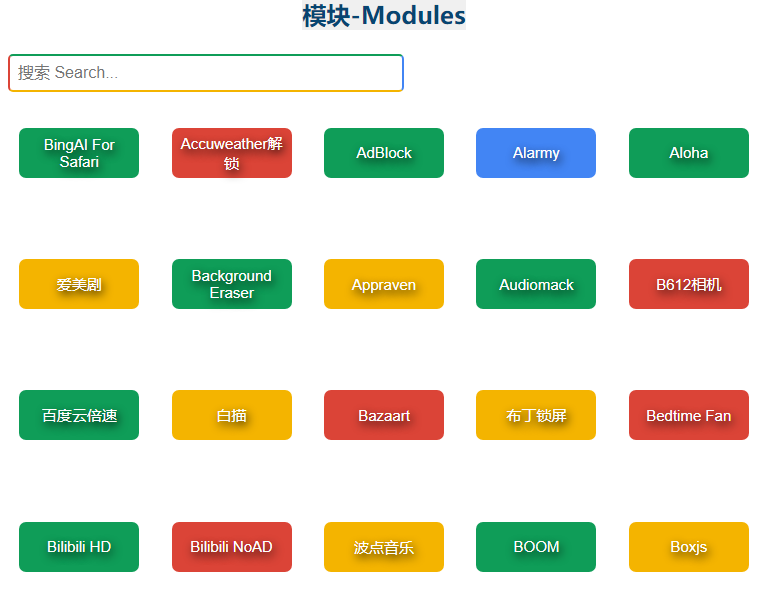 模块-Modules
搜索 Search...
BingAI For
Safari
Accuweather解
锁
AdBlock
Alarmy
Aloha
爱美剧
Background
Eraser
Appraven
Audiomack
B612相机
百度云倍速
白描
Bazaart
布丁锁屏
Bedtime Fan
Bilibili HD
Bilibili NoAD
波点音乐
BOOM
Boxjs